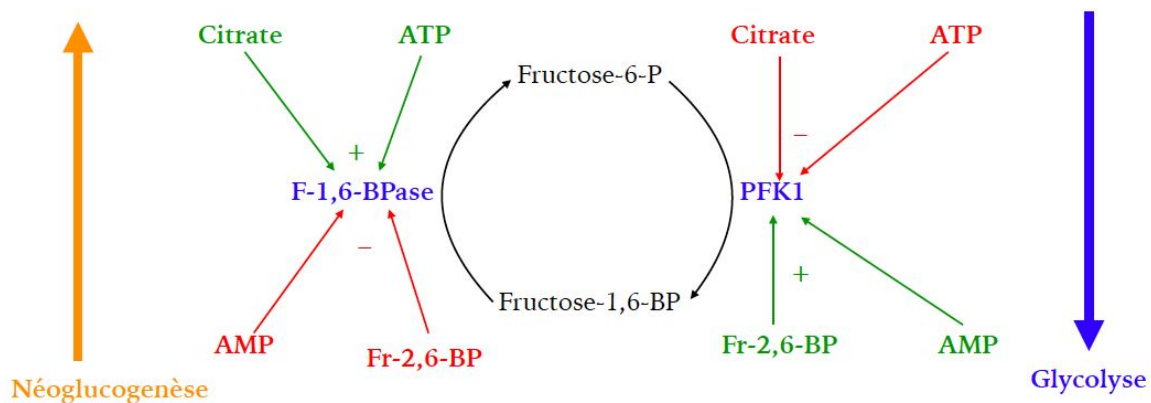 Citrate ATP Citrate ATP
Fructose-6-P
+ –
F-1,6-BPase PFK1
– +
Fructose-1,6-BP
AMP Fr-2,6-BP Fr-2,6-BP AMP
Néoglucogenèse Glycolyse